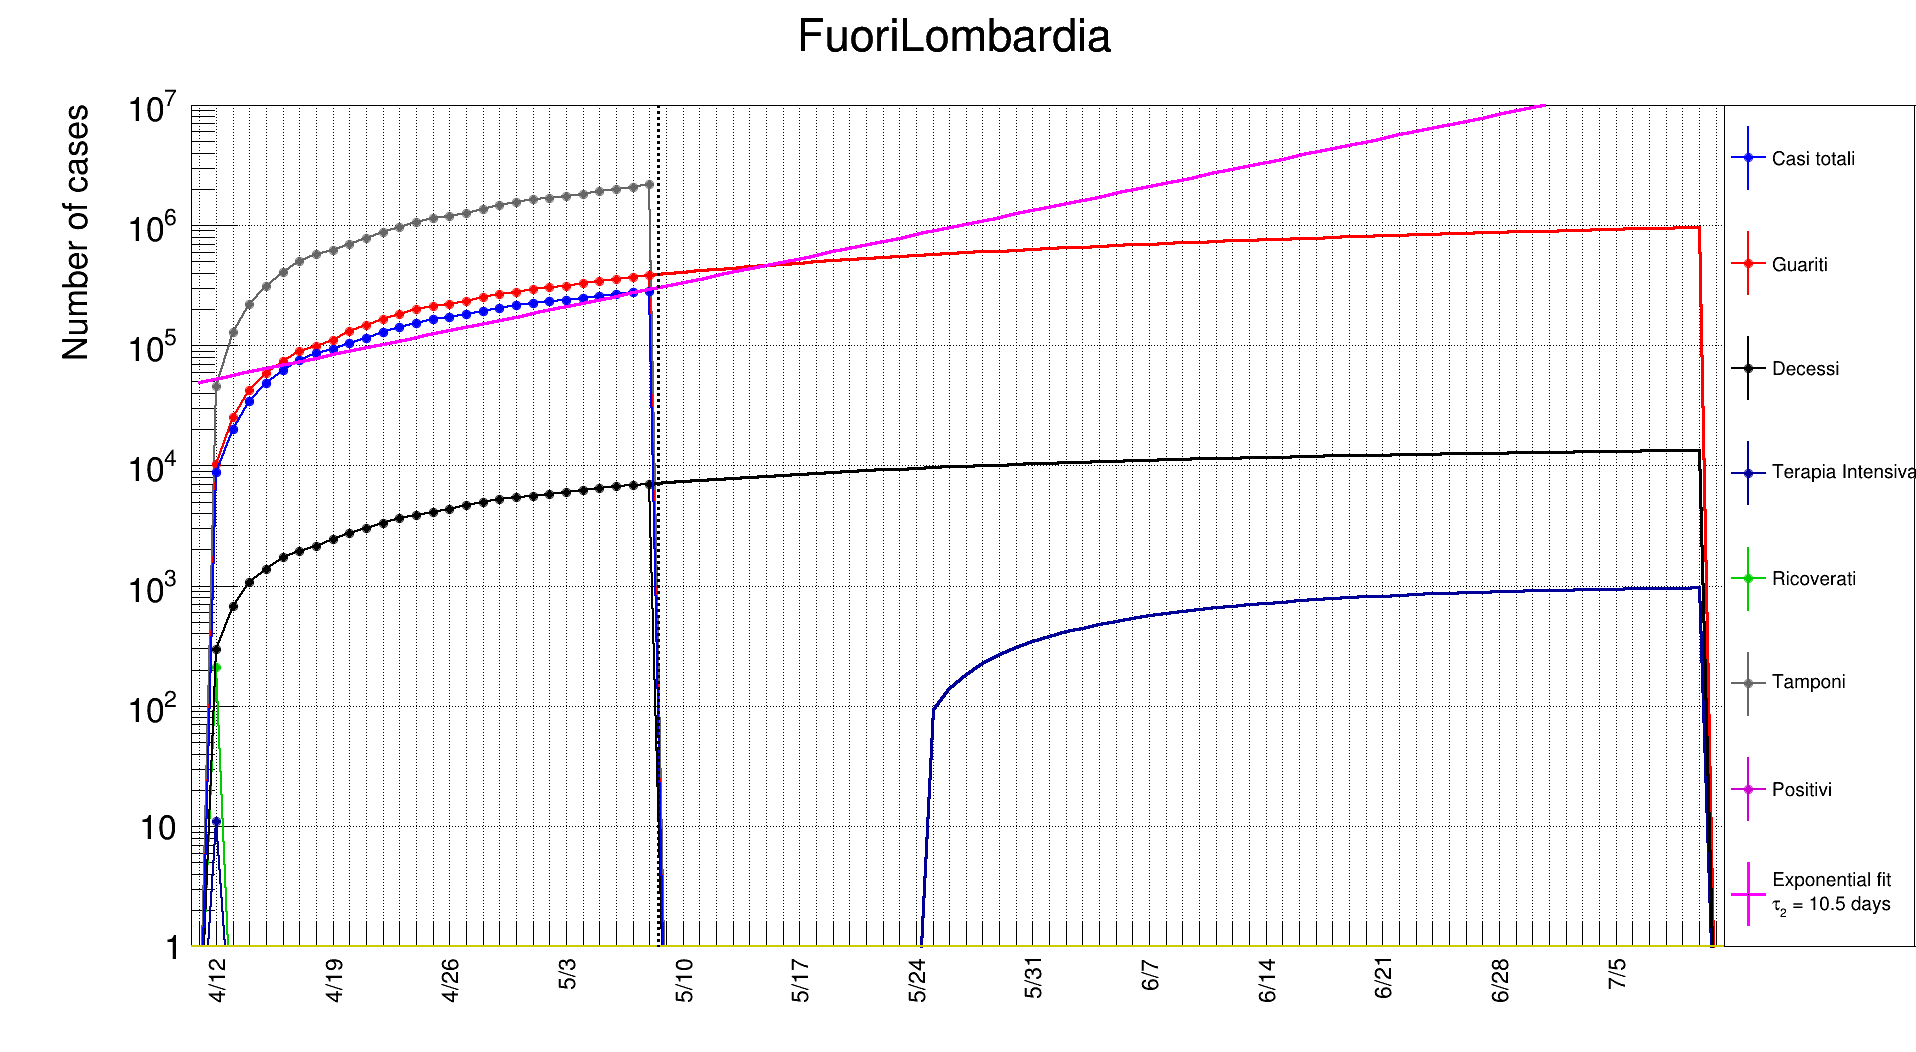 FuoriLombardia
Number of cases
10^7
10^6
10^5
10^4
10^3
10^2
10
1
4/12
4/19
4/26
5/3
5/10
5/17
5/24
5/31
6/7
6/14
6/21
6/28
7/5
Casi totali
Guariti
Decessi
Terapia Intensiva
Ricoverati
Tamponi
Positivi
Exponential fit
τ₂ = 10.5 days